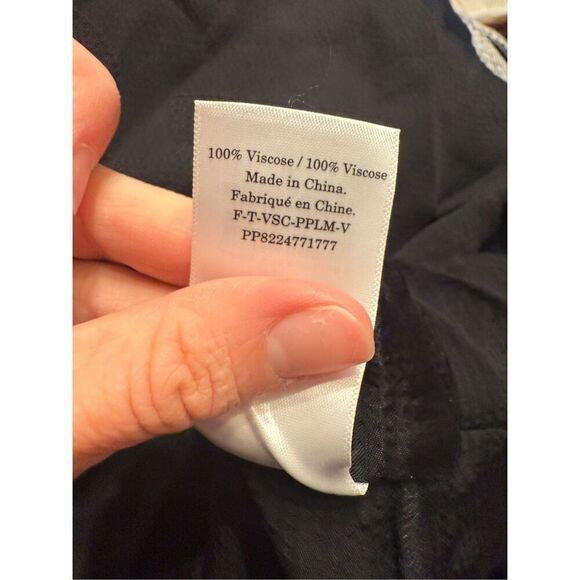 100% Viscose / 100% Viscose
Made in China.
Fabriqué en Chine.
F-T-VSC-PPLM-V
PP8224771777